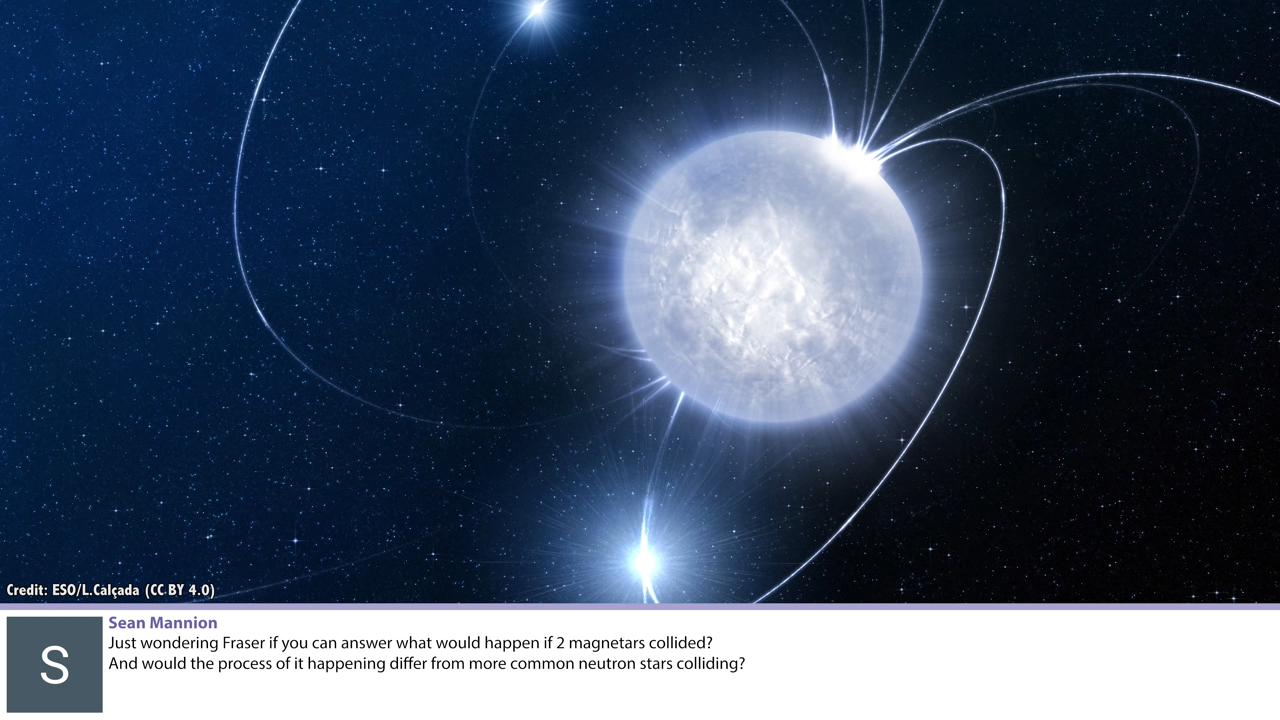 Credit: ESO/L.Calçada (CC BY 4.0)
S
Sean Mannion
Just wondering Fraser if you can answer what would happen if 2 magnetars collided?
And would the process of it happening differ from more common neutron stars colliding?